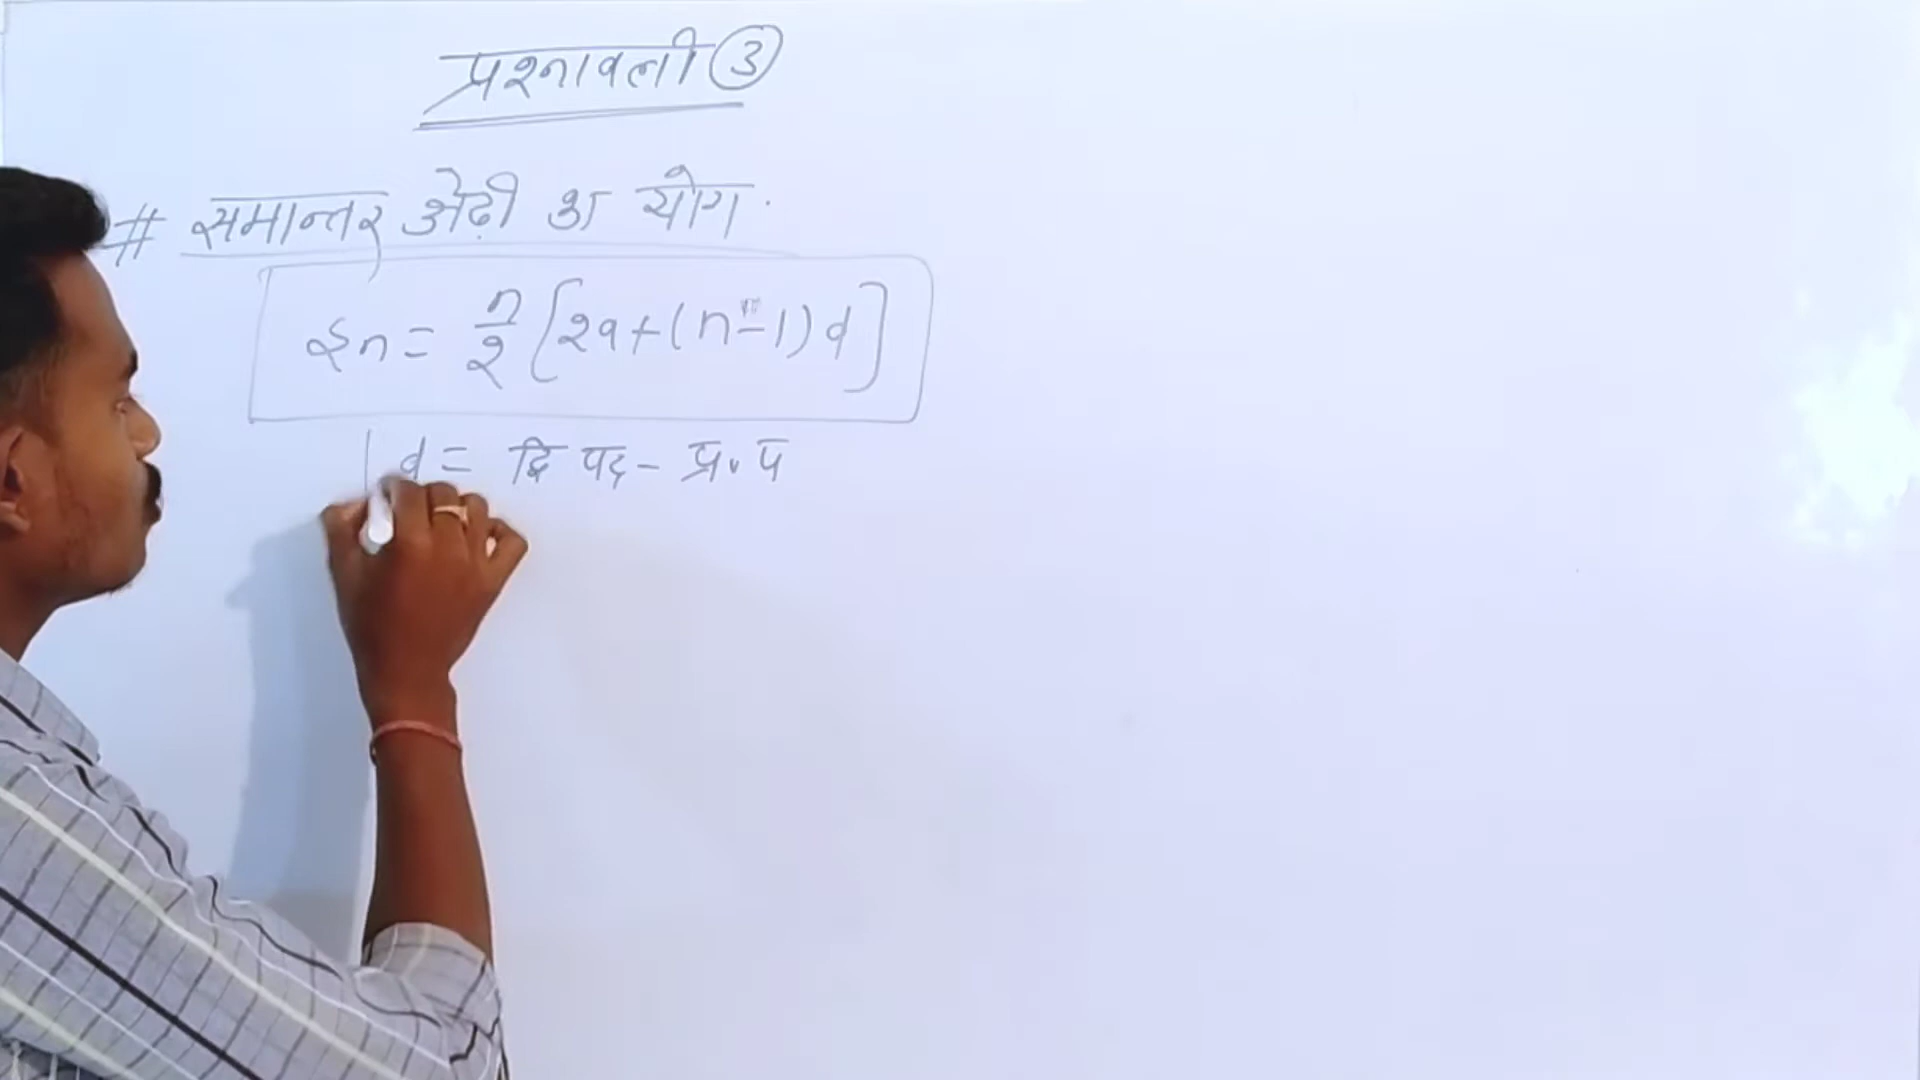 प्रश्नावली ③
# समान्तर श्रेढ़ी का योग.
Sn = n/2 [2a+(n-1)d]
d = द्वि पद - प्र. प